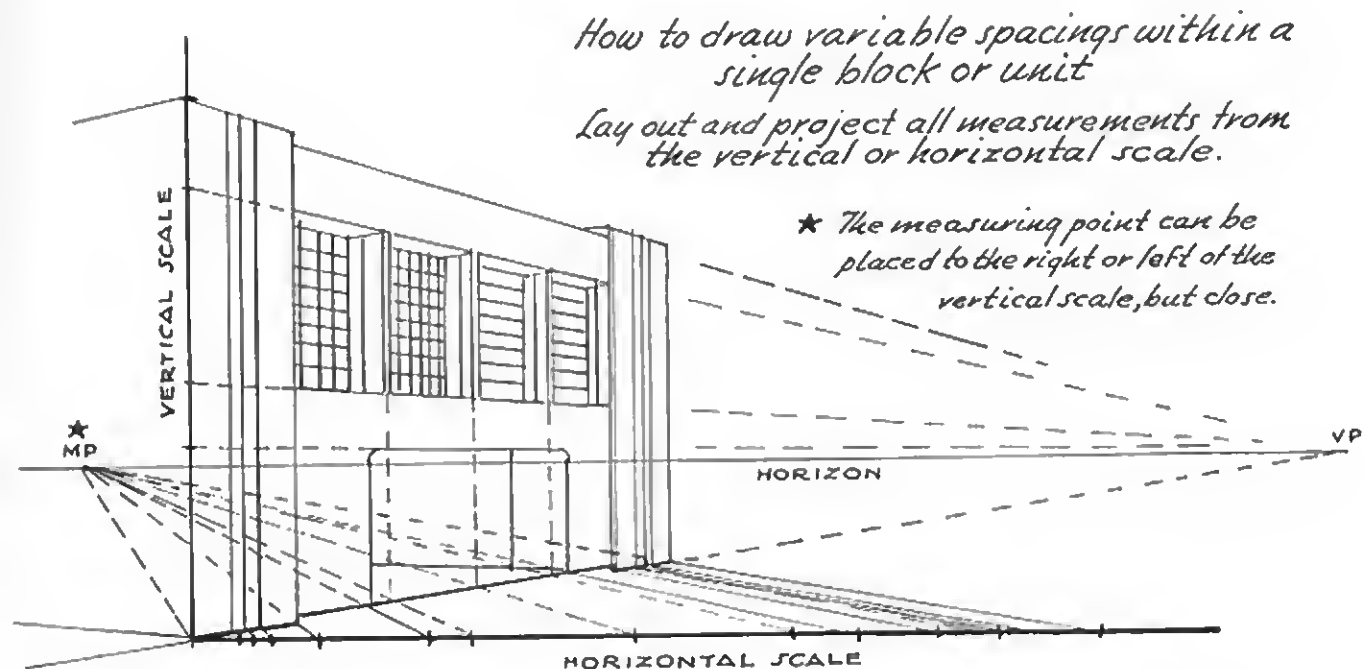 How to draw variable spacings within a
single block or unit
Lay out and project all measurements from
the vertical or horizontal scale.
★ The measuring point can be
placed to the right or left of the
vertical scale, but close.
VERTICAL SCALE
★
MP
VP
HORIZON
HORIZONTAL SCALE